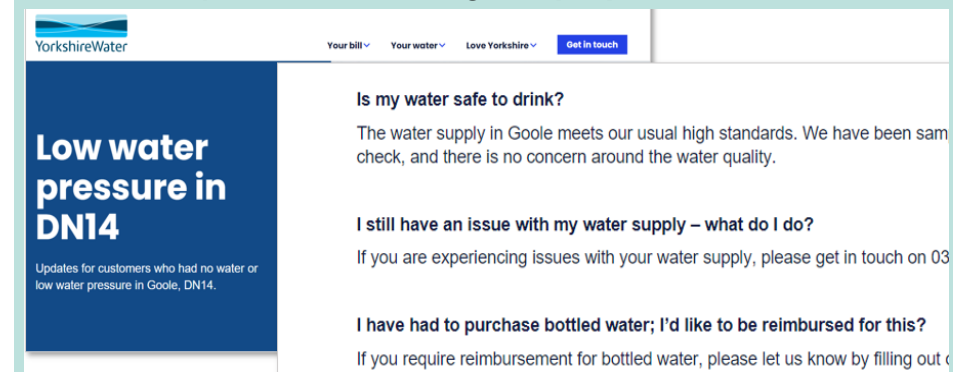 YorkshireWater
Your bill Your water Love Yorkshire Get in touch
Low water
pressure in
DN14
Updates for customers who had no water or
low water pressure in Goole, DN14.
Is my water safe to drink?
The water supply in Goole meets our usual high standards. We have been sam
check, and there is no concern around the water quality.
I still have an issue with my water supply – what do I do?
If you are experiencing issues with your water supply, please get in touch on 03
I have had to purchase bottled water; I'd like to be reimbursed for this?
If you require reimbursement for bottled water, please let us know by filling out